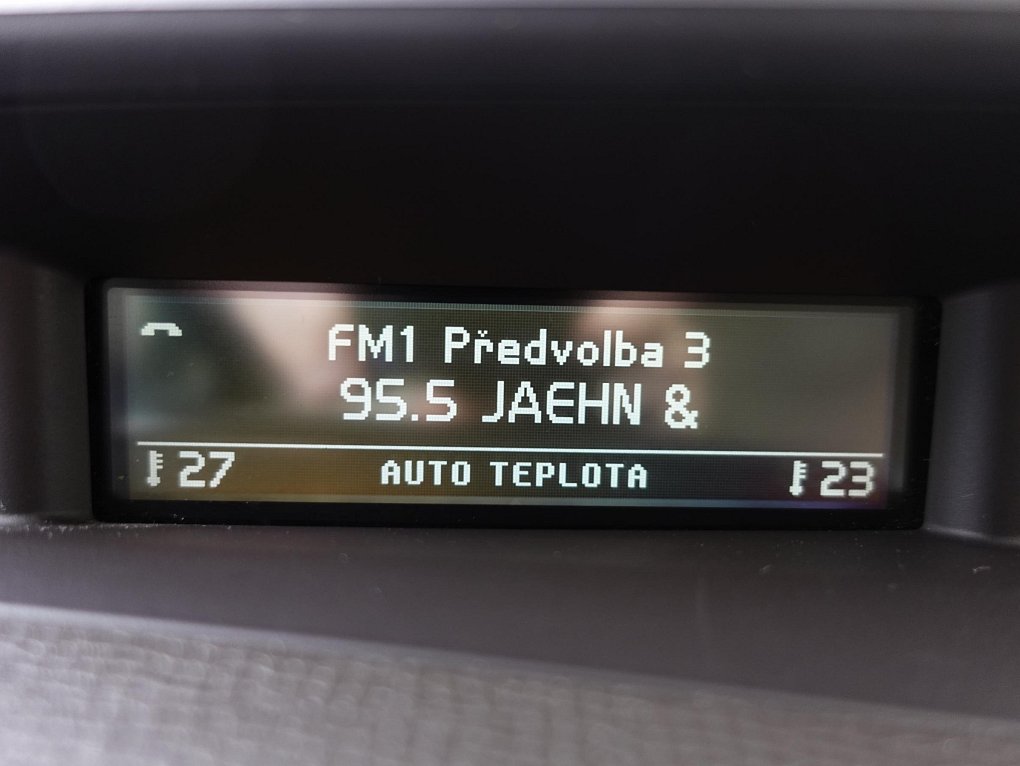 FM1 Předvolba 3
95.5 JAEHN &
27 AUTO TEPLOTA 23